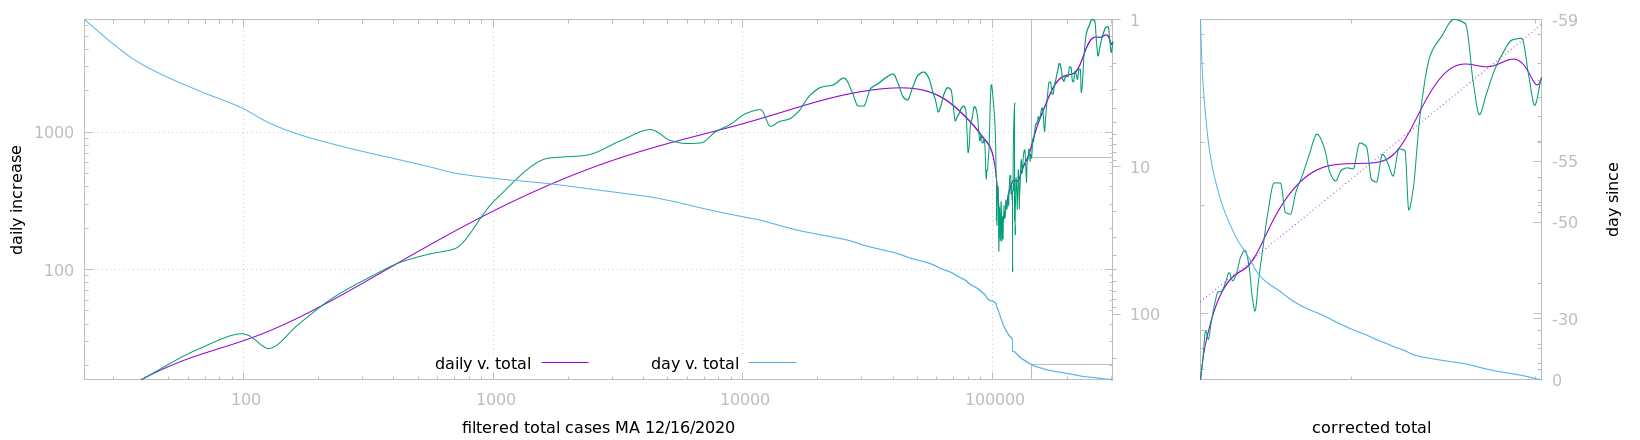 daily increase
1000
100
daily v. total
day v. total
100
1000
10000
100000
filtered total cases MA 12/16/2020
1
10
100
-59
-55
-50
-30
0
day since
corrected total